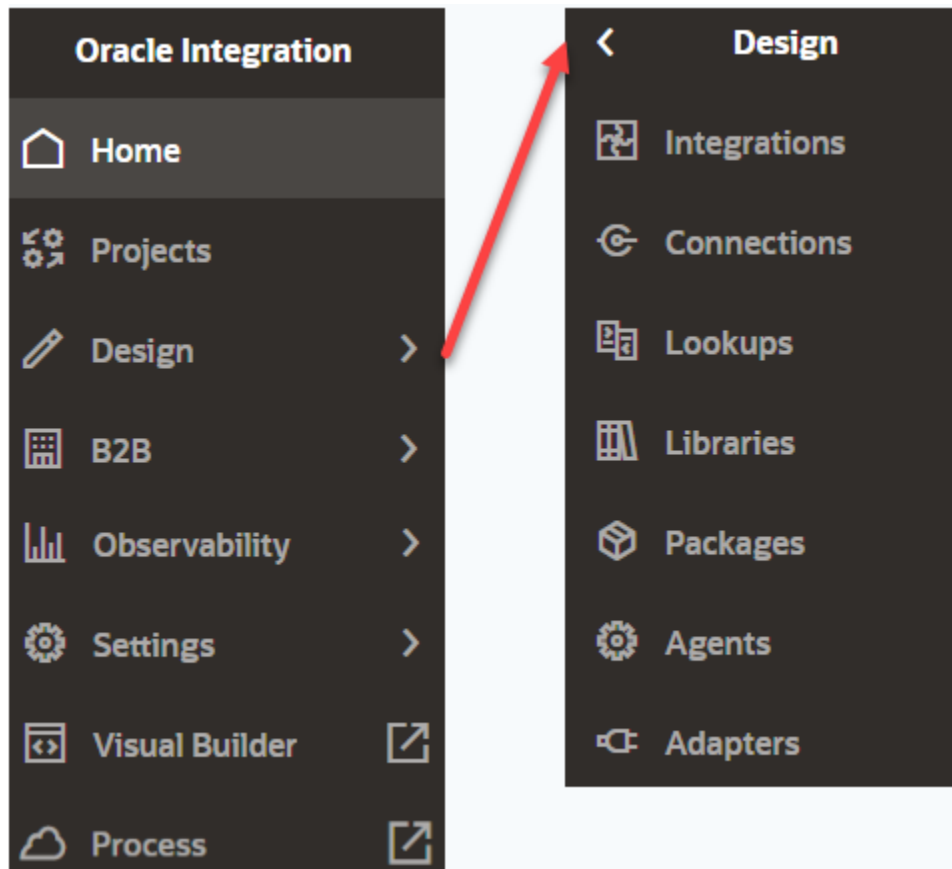 Oracle Integration
Home
Projects
Design
B2B
Observability
Settings
Visual Builder
Process
Design
Integrations
Connections
Lookups
Libraries
Packages
Agents
Adapters